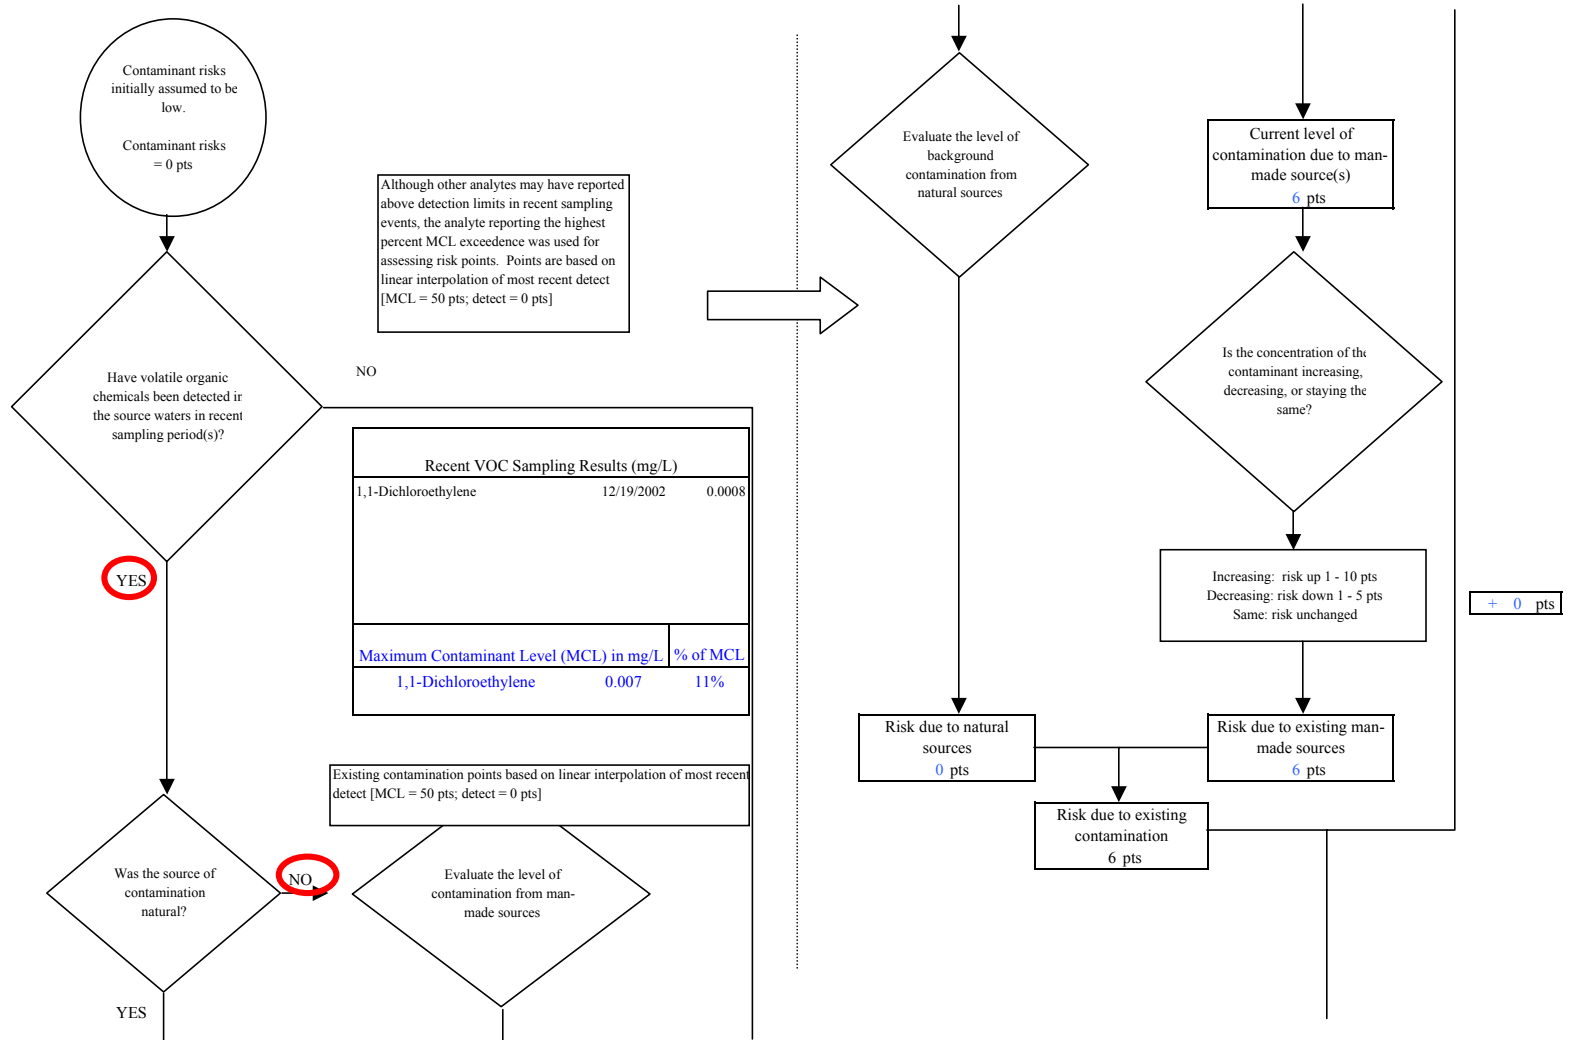 Contaminant risks
initially assumed to be
low.
Contaminant risks
= 0 pts
Although other analytes may have reported
above detection limits in recent sampling
events, the analyte reporting the highest
percent MCL exceedence was used for
assessing risk points. Points are based on
linear interpolation of most recent detect
[MCL = 50 pts; detect = 0 pts]
NO
Have volatile organic
chemicals been detected in
the source waters in recent
sampling period(s)?
Recent VOC Sampling Results (mg/L)
1,1-Dichloroethylene 12/19/2002 0.0008
YES
Maximum Contaminant Level (MCL) in mg/L % of MCL
1,1-Dichloroethylene 0.007 11%
Existing contamination points based on linear interpolation of most recent
detect [MCL = 50 pts; detect = 0 pts]
Was the source of
contamination
natural?
NO
Evaluate the level of
contamination from man-
made sources
YES
Evaluate the level of
background
contamination from
natural sources
Current level of
contamination due to man-
made source(s)
6 pts
Is the concentration of the
contaminant increasing,
decreasing, or staying the
same?
Increasing: risk up 1 - 10 pts
Decreasing: risk down 1 - 5 pts
Same: risk unchanged
+ 0 pts
Risk due to natural
sources
0 pts
Risk due to existing man-
made sources
6 pts
Risk due to existing
contamination
6 pts